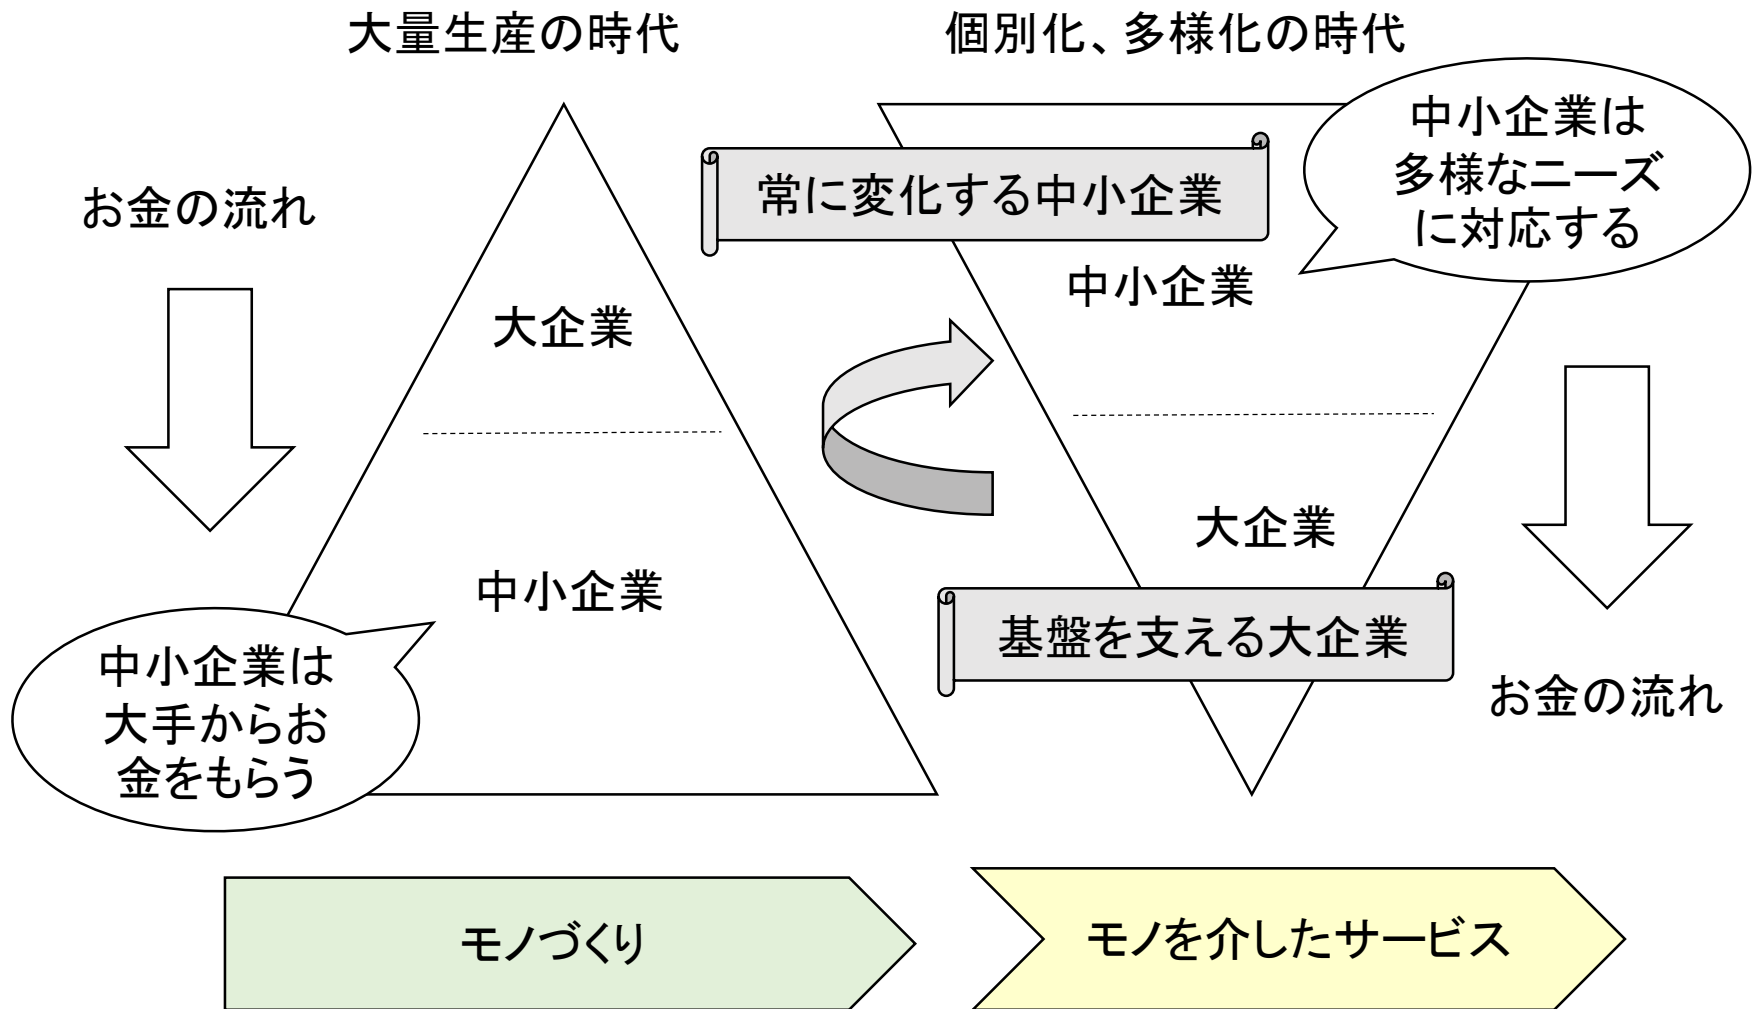 大量生産の時代
個別化、多様化の時代
お金の流れ
大企業
中小企業
中小企業は
大手からお
金をもらう
常に変化する中小企業
中小企業は
多様なニーズ
に対応する
中小企業
大企業
基盤を支える大企業
お金の流れ
モノづくり
モノを介したサービス